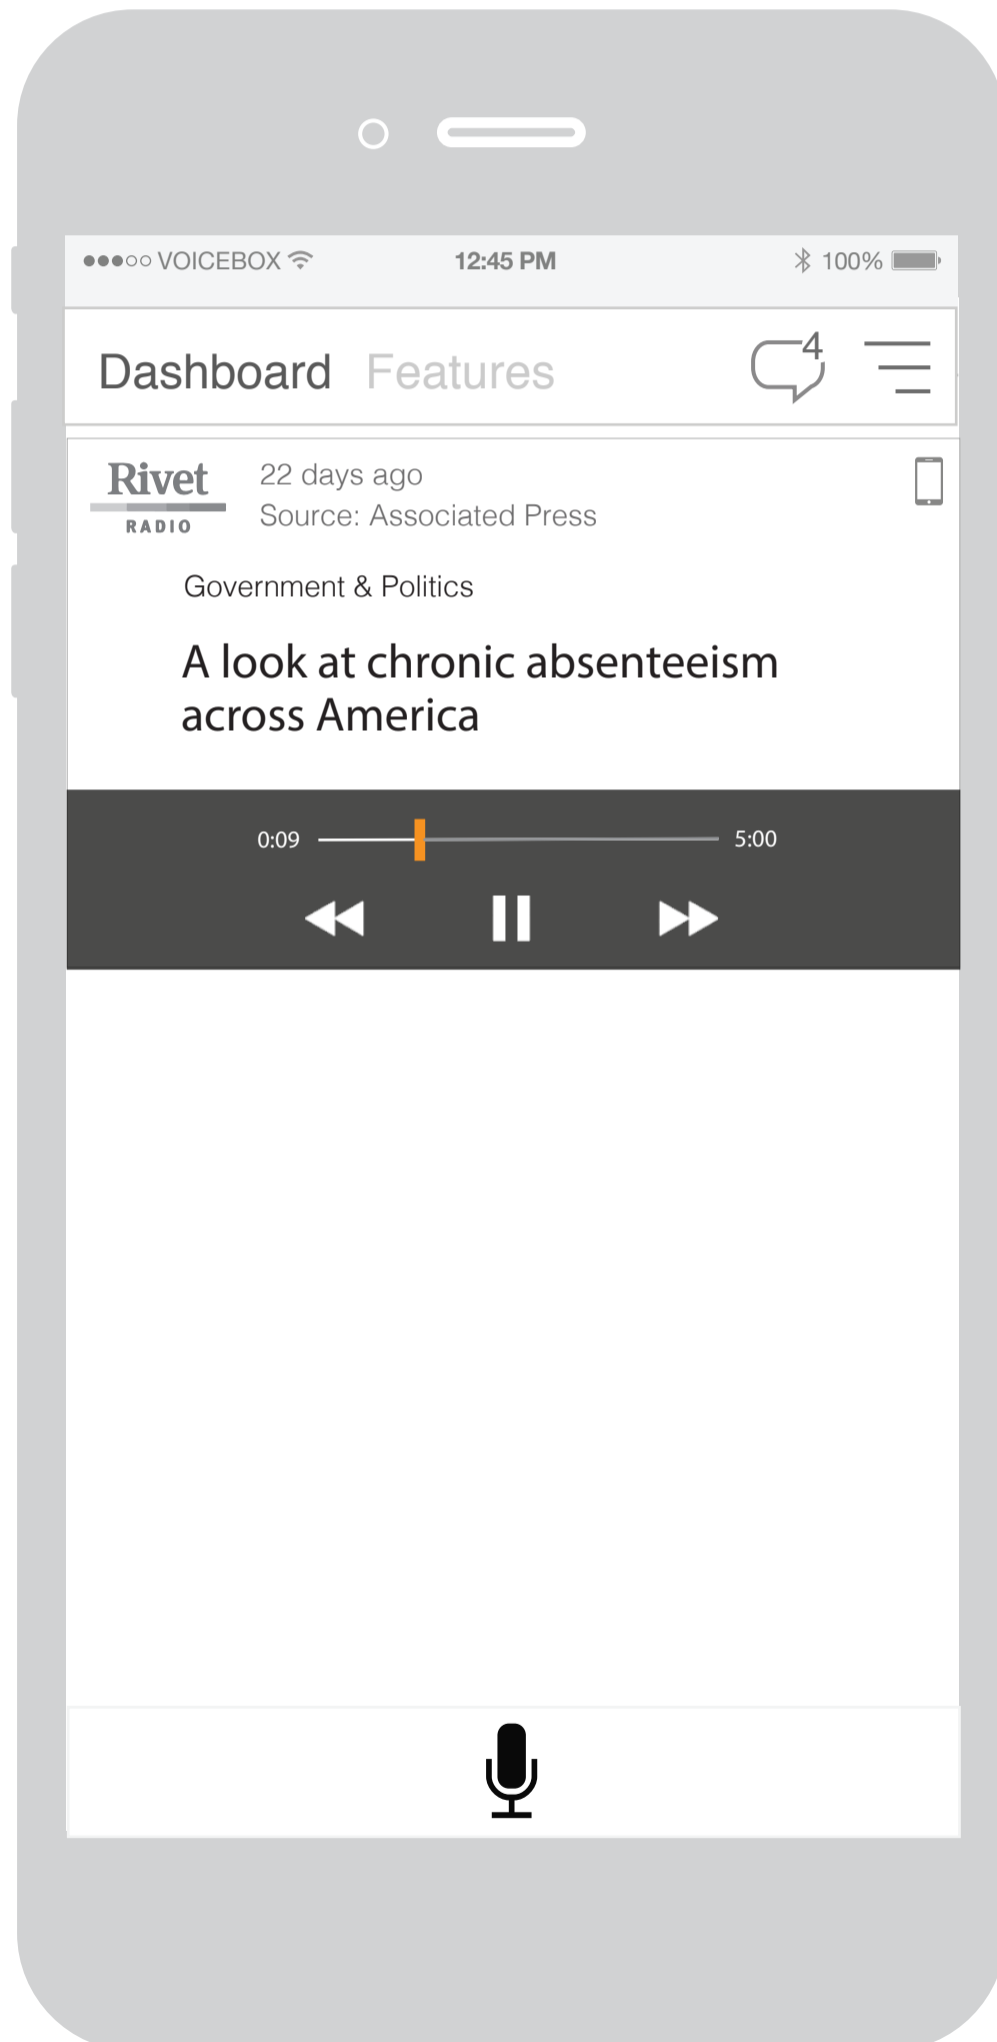 VOICEBOX 12:45 PM 100%
Dashboard Features 4
Rivet
RADIO
22 days ago
Source: Associated Press
Government & Politics
A look at chronic absenteeism
across America
0:09 5:00